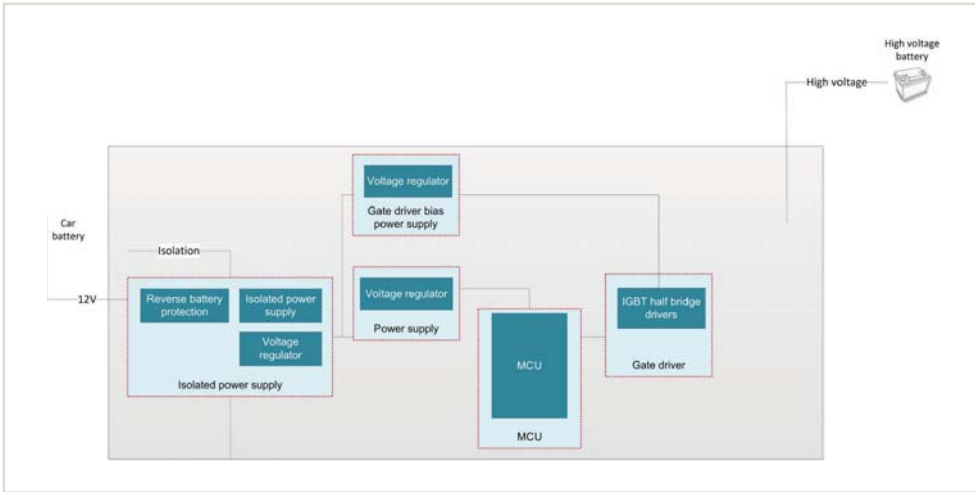 High voltage
battery
High voltage
Voltage regulator
Gate driver bias
power supply
Car
battery
Isolation
12V
Reverse battery
protection
Isolated power
supply
Voltage
regulator
Isolated power supply
Voltage regulator
Power supply
MCU
MCU
IGBT half bridge
drivers
Gate driver